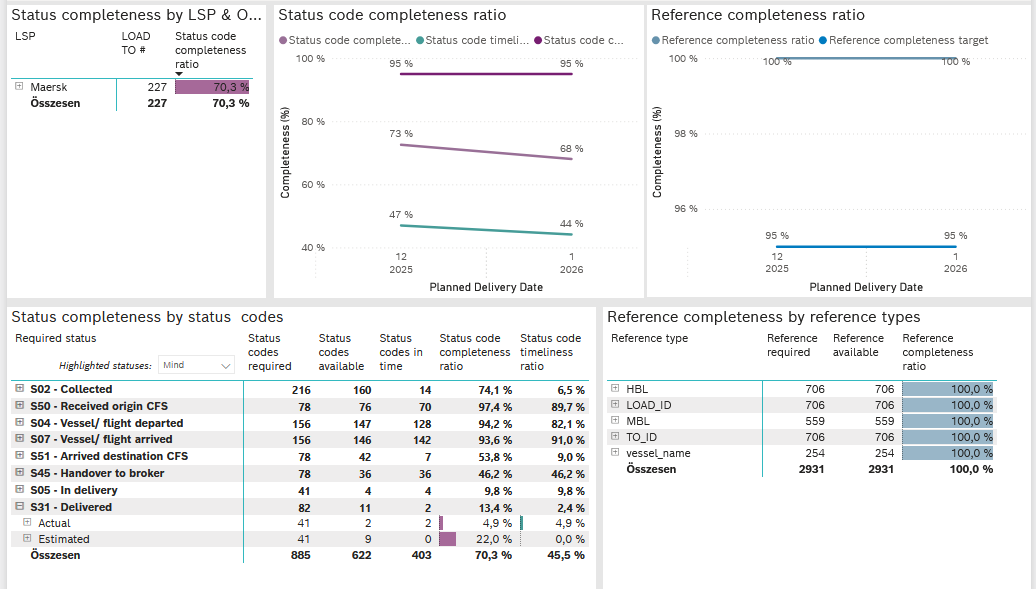 Status completeness by LSP & O...
LSP
LOAD TO #
Status code completeness ratio
Maersk 227 70,3 %
Összesen 227 70,3 %
Status code completeness ratio
Status code complete... Status code timeli... Status code c...
100 %
95 % 95 %
80 %
73 % 68 %
60 %
47 % 44 %
40 %
12 1
2025 2026
Completeness (%)
Planned Delivery Date
Reference completeness ratio
Reference completeness ratio Reference completeness target
100 % 100 % 100 %
98 %
96 %
95 % 95 %
12 1
2025 2026
Completeness (%)
Planned Delivery Date
Status completeness by status codes
Required status
Highlighted statuses: Mind
Status codes required
Status codes available
Status codes in time
Status code completeness ratio
Status code timeliness ratio
S02 - Collected 216 160 14 74,1 % 6,5 %
S50 - Received origin CFS 78 76 70 97,4 % 89,7 %
S04 - Vessel/ flight departed 156 147 128 94,2 % 82,1 %
S07 - Vessel/ flight arrived 156 146 142 93,6 % 91,0 %
S51 - Arrived destination CFS 78 42 7 53,8 % 9,0 %
S45 - Handover to broker 78 36 36 46,2 % 46,2 %
S05 - In delivery 41 4 4 9,8 % 9,8 %
S31 - Delivered 82 11 2 13,4 % 2,4 %
Actual 41 2 2 4,9 % 4,9 %
Estimated 41 9 0 22,0 % 0,0 %
Összesen 885 622 403 70,3 % 45,5 %
Reference completeness by reference types
Reference type
Reference required
Reference available
Reference completeness ratio
HBL 706 706 100,0 %
LOAD_ID 706 706 100,0 %
MBL 559 559 100,0 %
TO_ID 706 706 100,0 %
vessel_name 254 254 100,0 %
Összesen 2931 2931 100,0 %